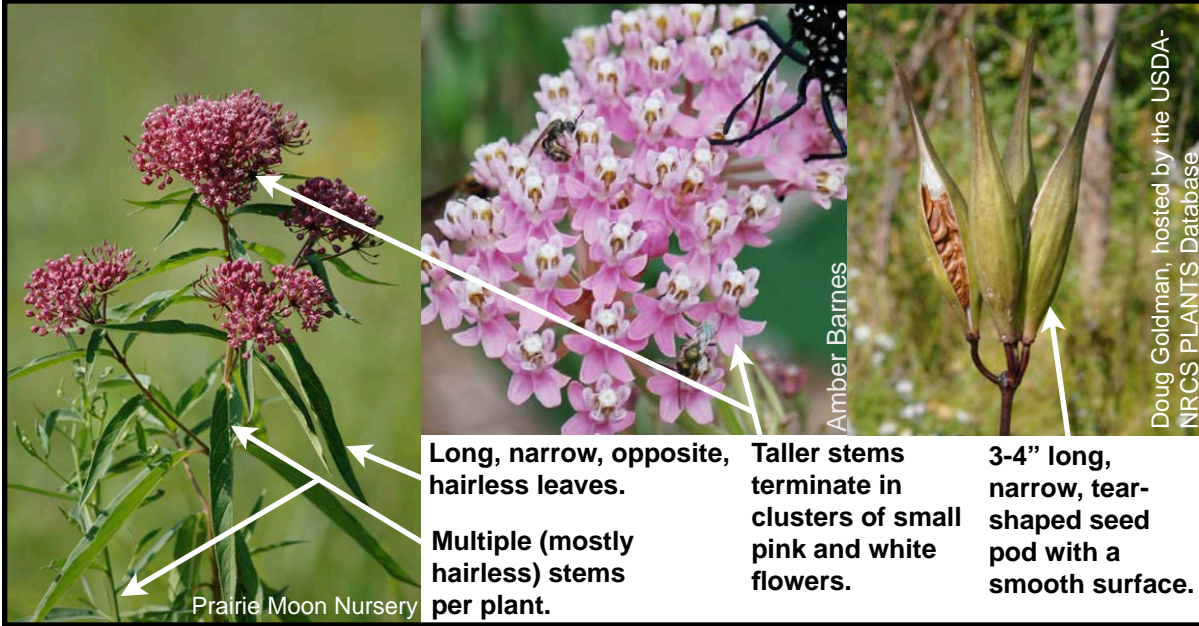 Prairie Moon Nursery
Amber Barnes
Doug Goldman, hosted by the USDA-
NRCS PLANTS Database
Long, narrow, opposite,
hairless leaves.
Multiple (mostly
hairless) stems
per plant.
Taller stems
terminate in
clusters of small
pink and white
flowers.
3-4” long,
narrow, tear-
shaped seed
pod with a
smooth surface.